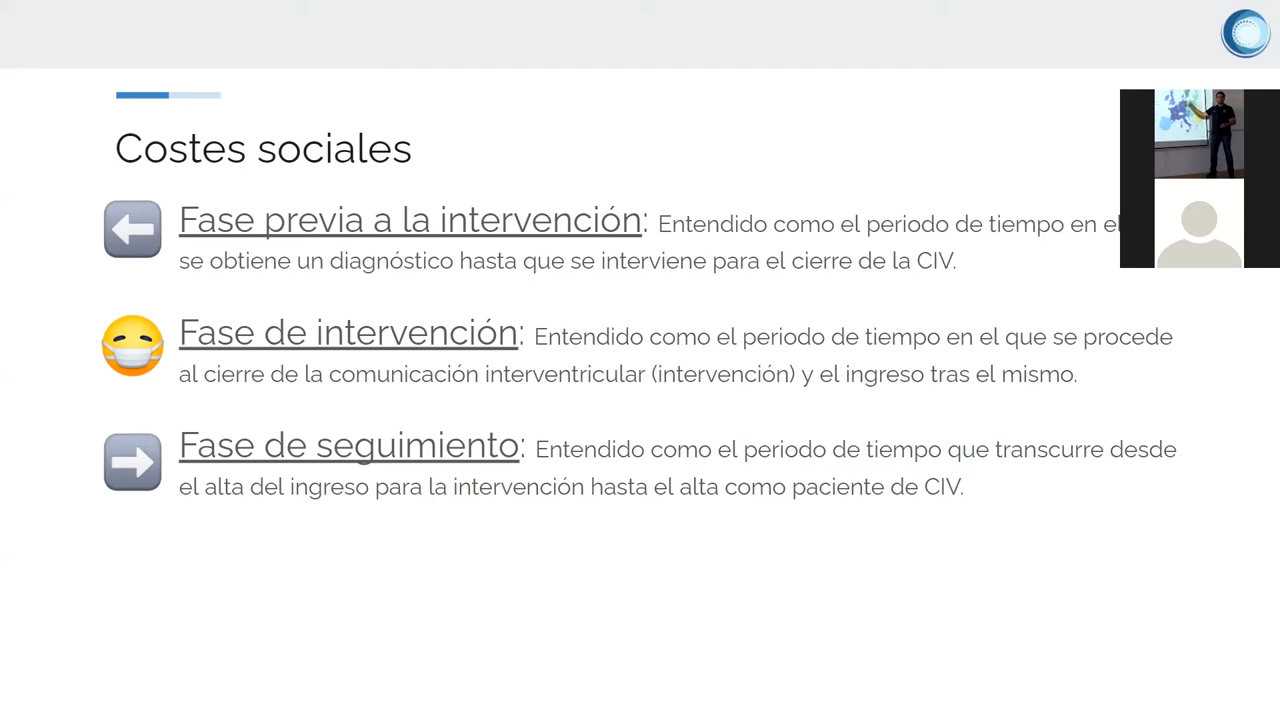 Costes sociales
Fase previa a la intervención: Entendido como el periodo de tiempo en el
se obtiene un diagnóstico hasta que se interviene para el cierre de la CIV.
Fase de intervención: Entendido como el periodo de tiempo en el que se procede
al cierre de la comunicación interventricular (intervención) y el ingreso tras el mismo.
Fase de seguimiento: Entendido como el periodo de tiempo que transcurre desde
el alta del ingreso para la intervención hasta el alta como paciente de CIV.